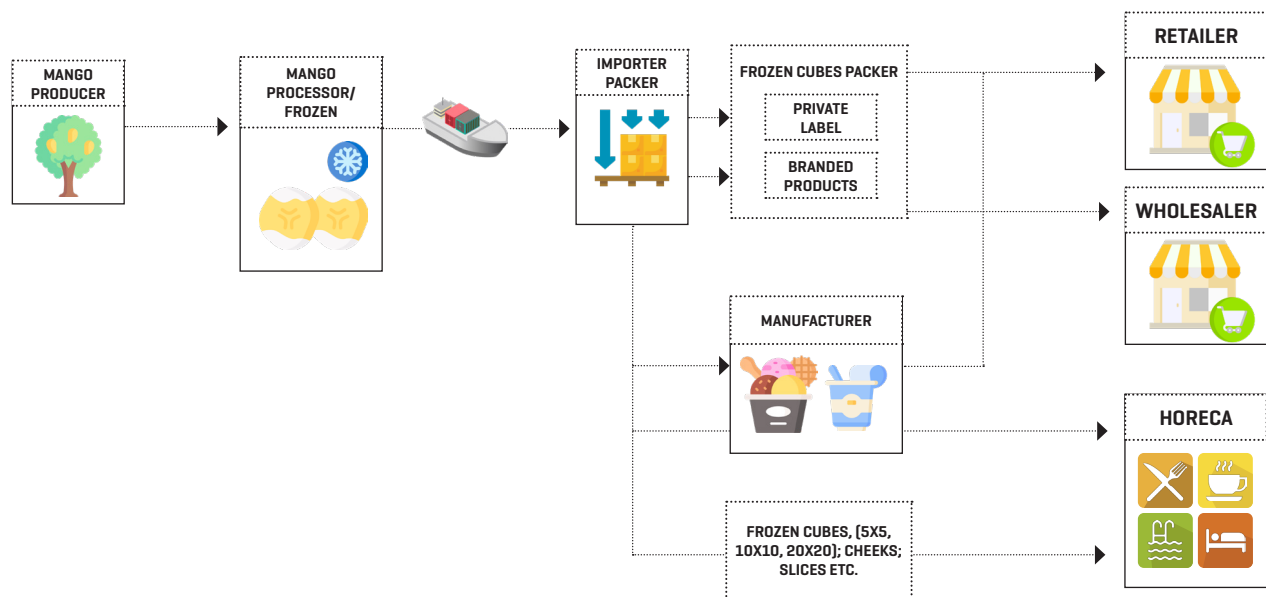 MANGO
PRODUCER
MANGO
PROCESSOR/
FROZEN
IMPORTER
PACKER
FROZEN CUBES PACKER
PRIVATE
LABEL
BRANDED
PRODUCTS
RETAILER
WHOLESALER
MANUFACTURER
HORECA
FROZEN CUBES, (5X5,
10X10, 20X20); CHEEKS;
SLICES ETC.